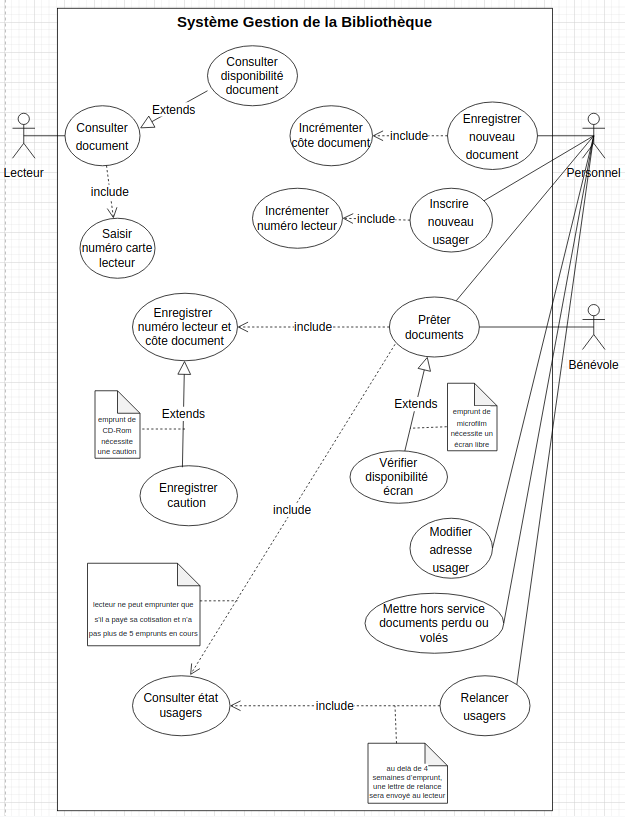 Système Gestion de la Bibliothèque
Consulter
disponibilité
document
Extends
Consulter
document
Lecteur
include
Saisir
numéro carte
lecteur
Incrémenter
côte document
include
Enregistrer
nouveau
document
Personnel
Incrémenter
numéro lecteur
include
Inscrire
nouveau
usager
Enregistrer
numéro lecteur et
côte document
include
Prêter
documents
Bénévole
Extends
emprunt de
CD-Rom
nécessite
une caution
Extends
emprunt de
microfilm
nécessite un
écran libre
Enregistrer
caution
Vérifier
disponibilité
écran
include
Modifier
adresse
usager
lecteur ne peut emprunter que
s'il a payé sa cotisation et n'a
pas plus de 5 emprunts en cours
Mettre hors service
documents perdu ou
volés
Consulter état
usagers
include
Relancer
usagers
au délà de 4
semaines d'emprunt,
une lettre de relance
sera envoyé au lecteur